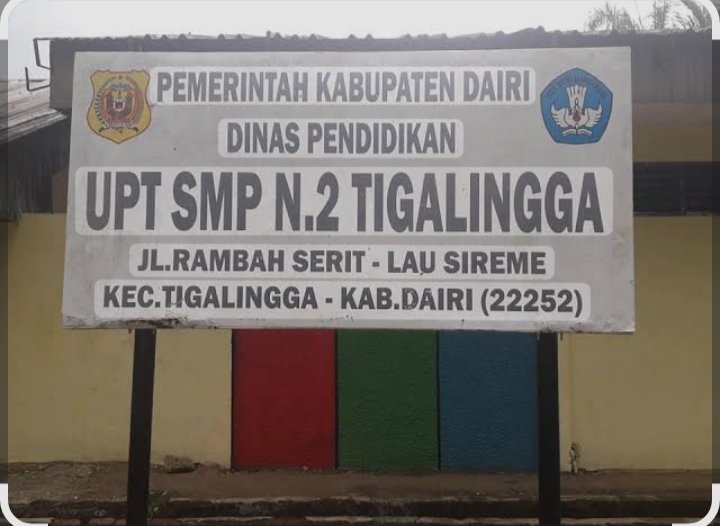 PEMERINTAH KABUPATEN DAIRI
DINAS PENDIDIKAN
UPT SMP N.2 TIGALINGGA
JL.RAMBAH SERIT - LAU SIREME
KEC.TIGALINGGA - KAB.DAIRI (22252)